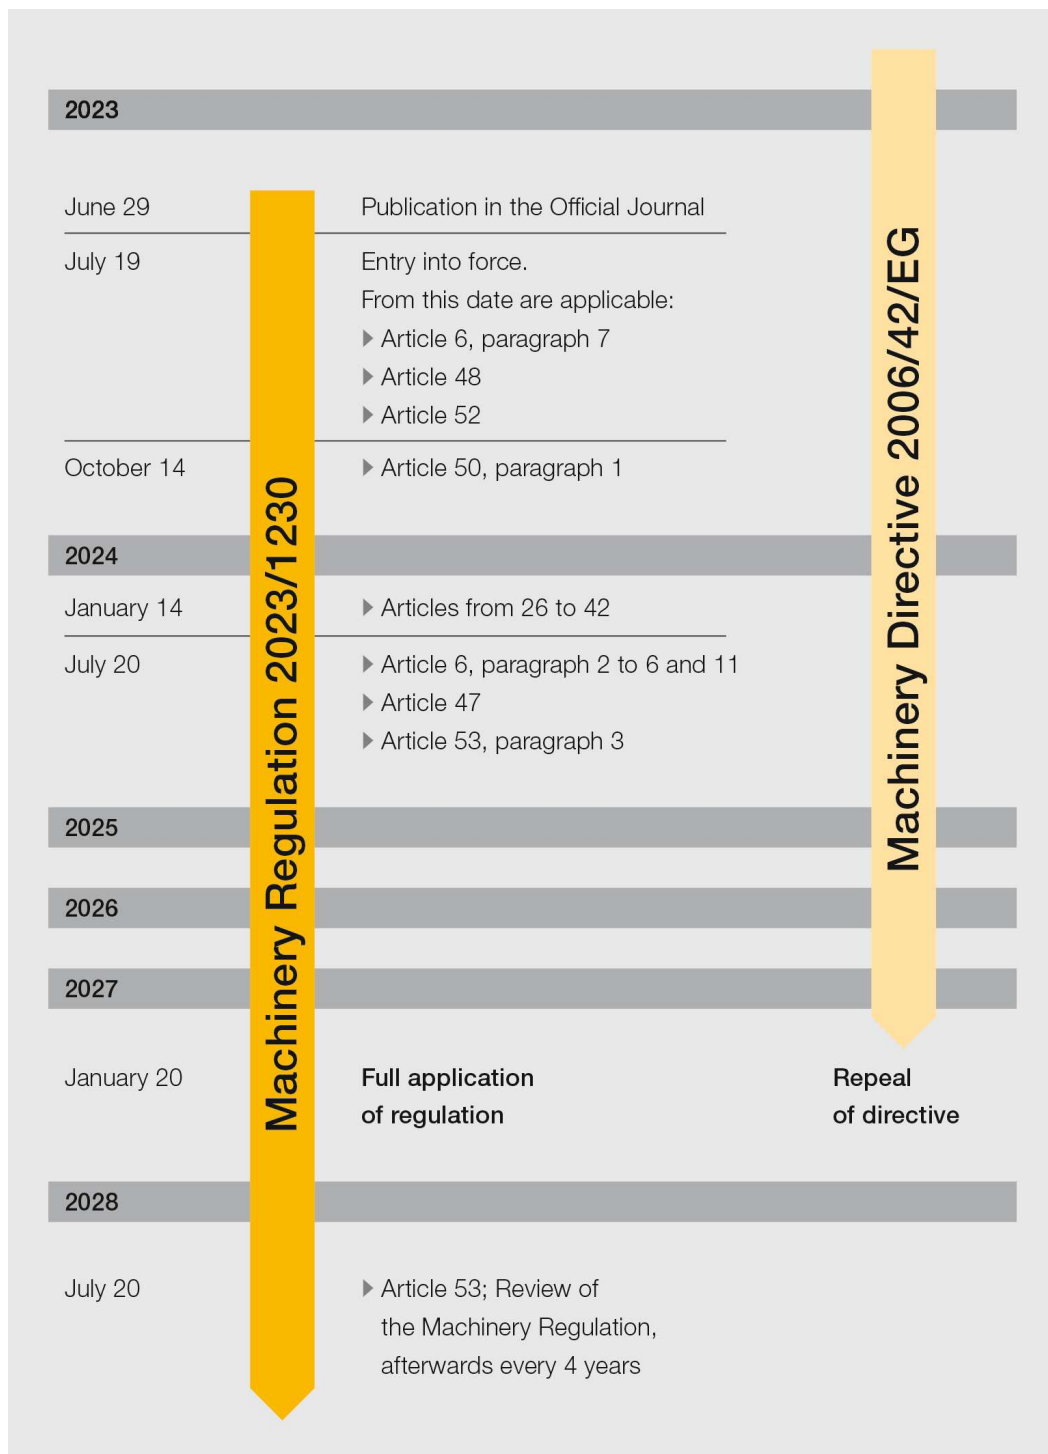 2023
June 29
Publication in the Official Journal
July 19
Entry into force.
From this date are applicable:
Article 6, paragraph 7
Article 48
Article 52
October 14
Article 50, paragraph 1
2024
January 14
Articles from 26 to 42
July 20
Article 6, paragraph 2 to 6 and 11
Article 47
Article 53, paragraph 3
2025
2026
2027
January 20
Full application
of regulation
Repeal
of directive
2028
July 20
Article 53; Review of
the Machinery Regulation,
afterwards every 4 years
Machinery Regulation 2023/1230
Machinery Directive 2006/42/EG